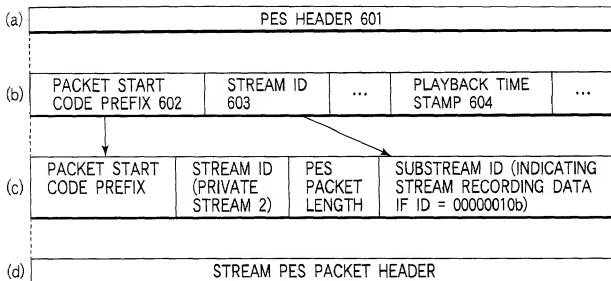 (a) PES HEADER 601
(b) PACKET START CODE PREFIX 602 STREAM ID 603 ... PLAYBACK TIME STAMP 604 ...
(c) PACKET START CODE PREFIX STREAM ID (PRIVATE STREAM 2) PES PACKET LENGTH SUBSTREAM ID (INDICATING STREAM RECORDING DATA IF ID = 00000010b)
(d) STREAM PES PACKET HEADER